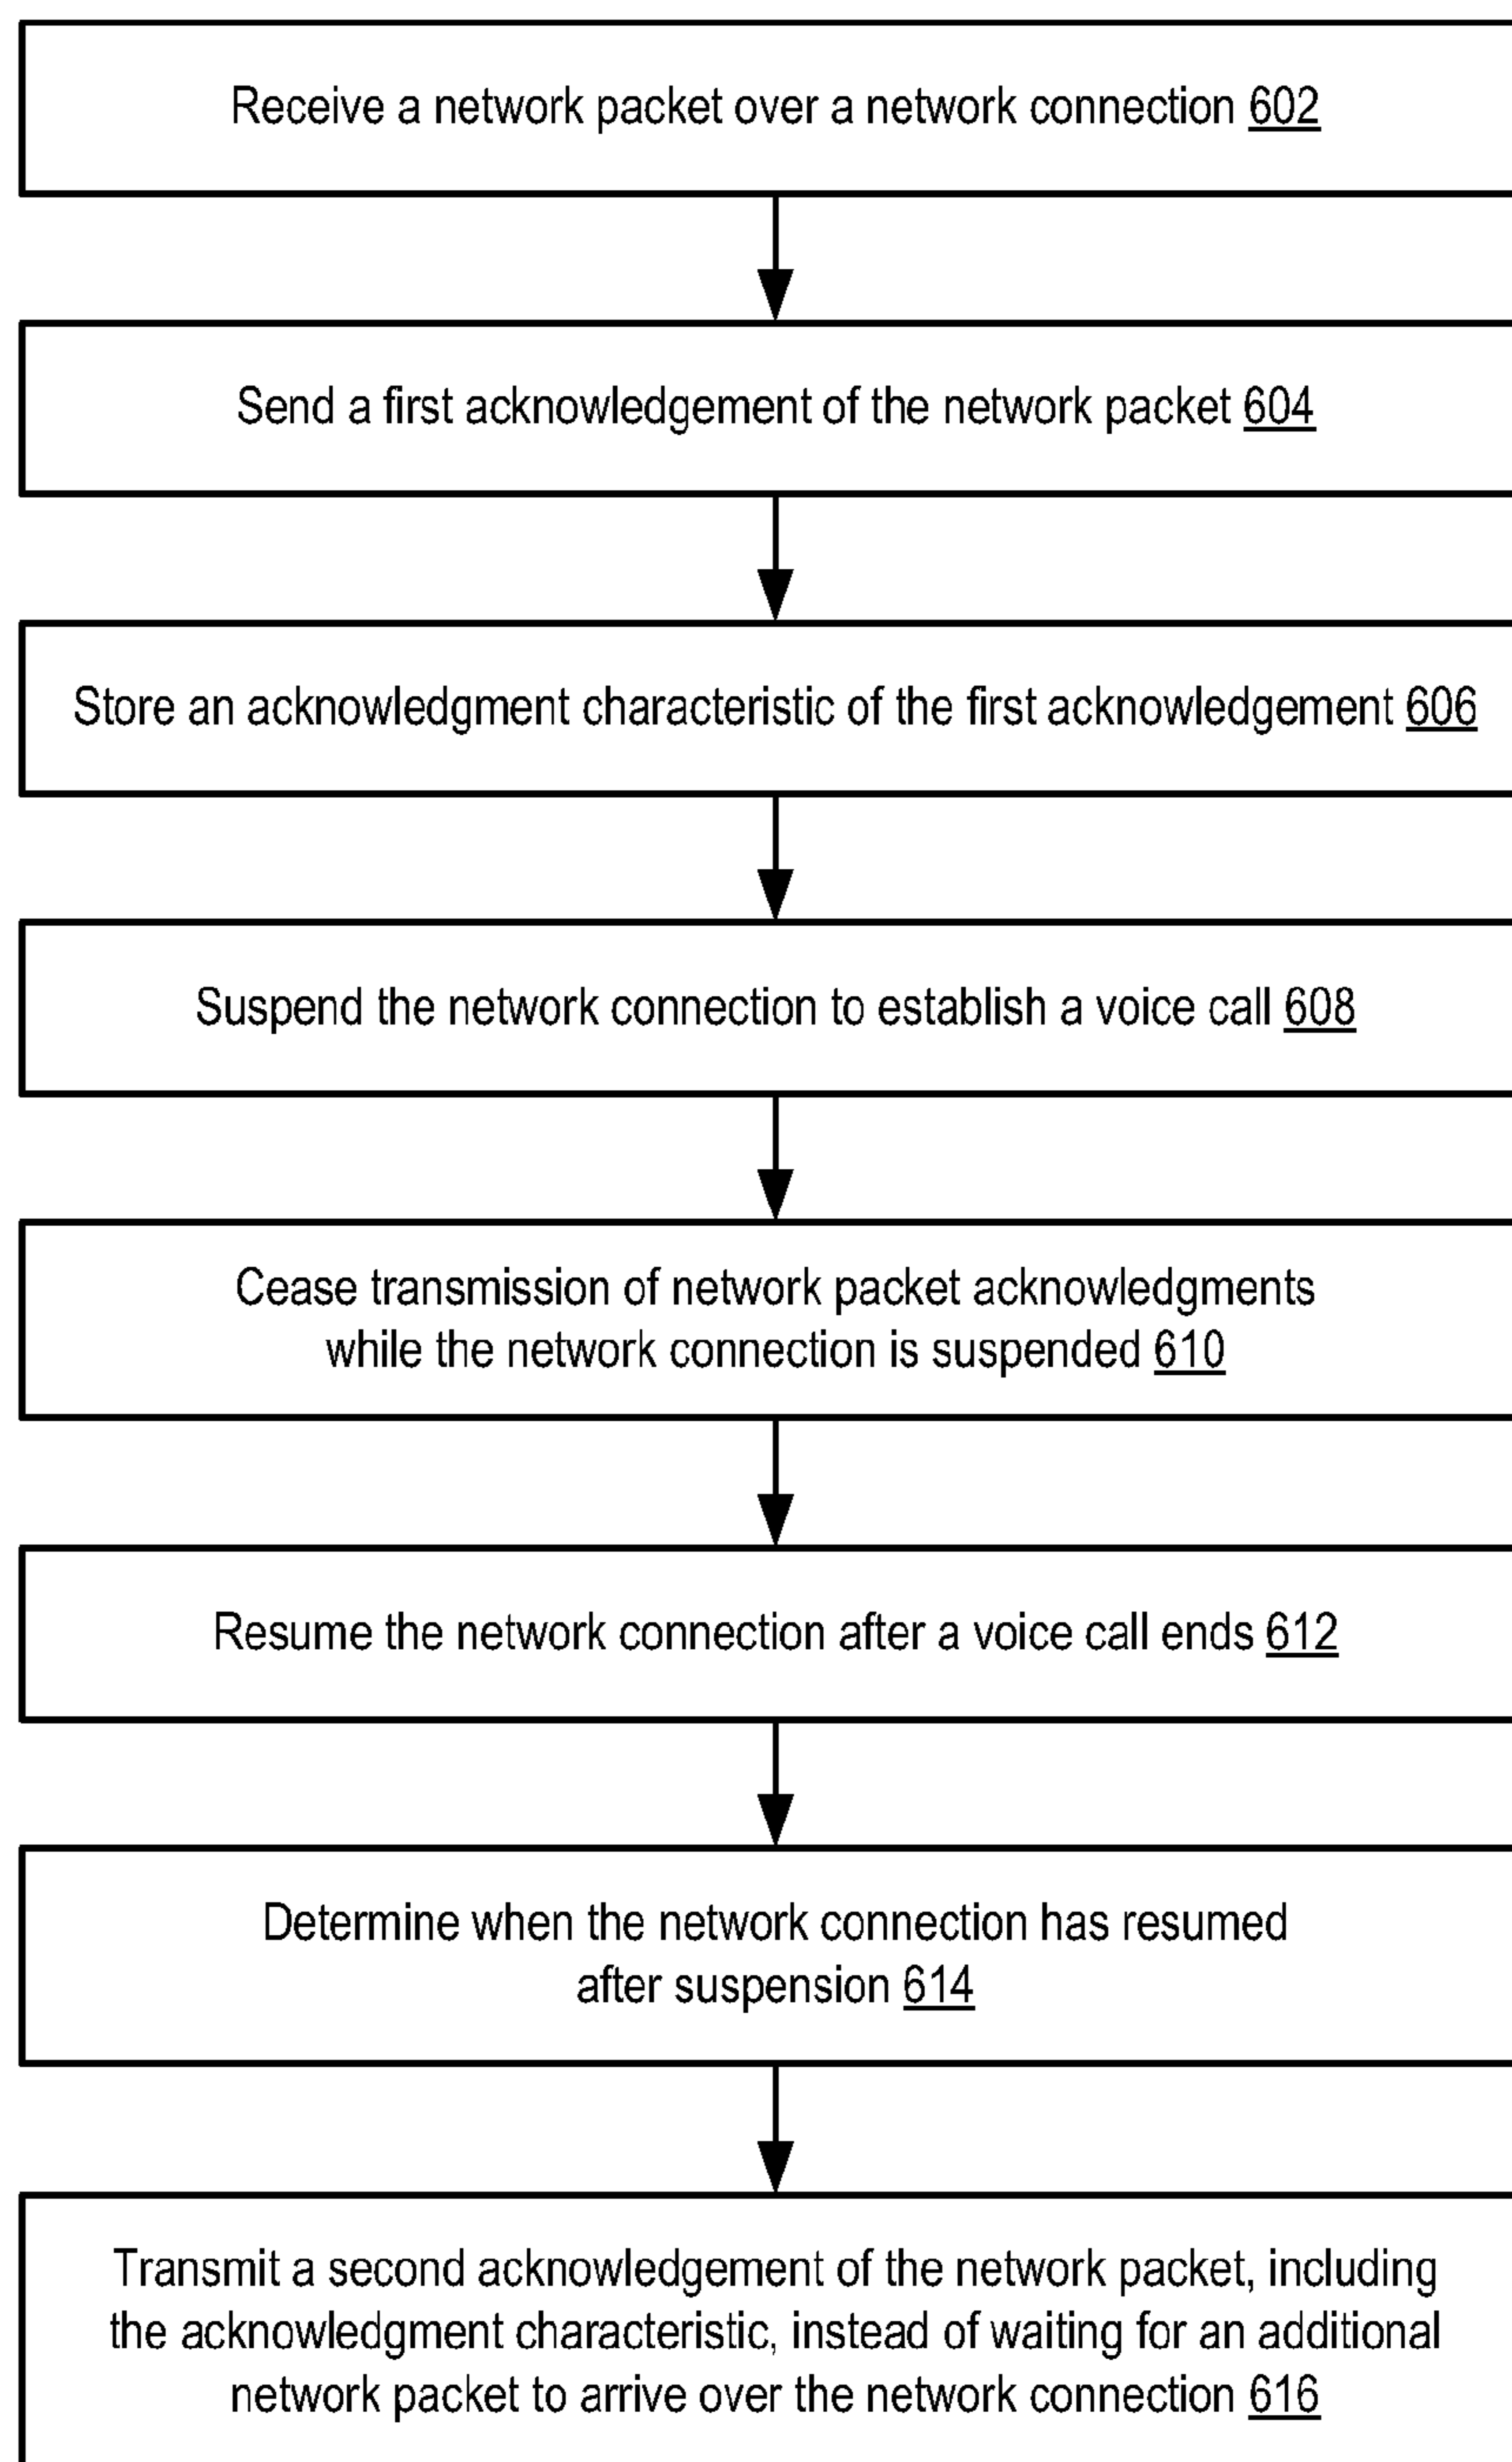 Receive a network packet over a network connection 602
Send a first acknowledgement of the network packet 604
Store an acknowledgment characteristic of the first acknowledgement 606
Suspend the network connection to establish a voice call 608
Cease transmission of network packet acknowledgments
while the network connection is suspended 610
Resume the network connection after a voice call ends 612
Determine when the network connection has resumed
after suspension 614
Transmit a second acknowledgement of the network packet, including
the acknowledgment characteristic, instead of waiting for an additional
network packet to arrive over the network connection 616